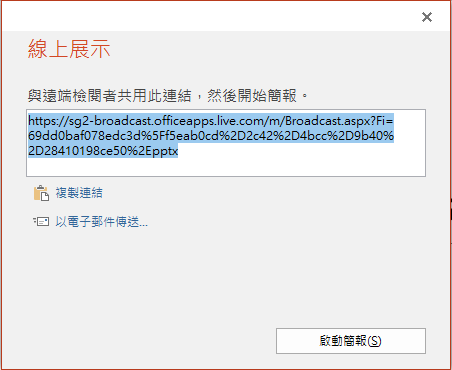 線上展示
與遠端檢閱者共用此連結，然後開始簡報。
https://sg2-broadcast.officeapps.live.com/m/Broadcast.aspx?Fi=
69dd0baf078edc3d%5Ff5eab0cd%2D2c42%2D4bcc%2D9b40%
2D28410198ce50%2Epptx
複製連結
以電子郵件傳送...
啟動簡報(S)